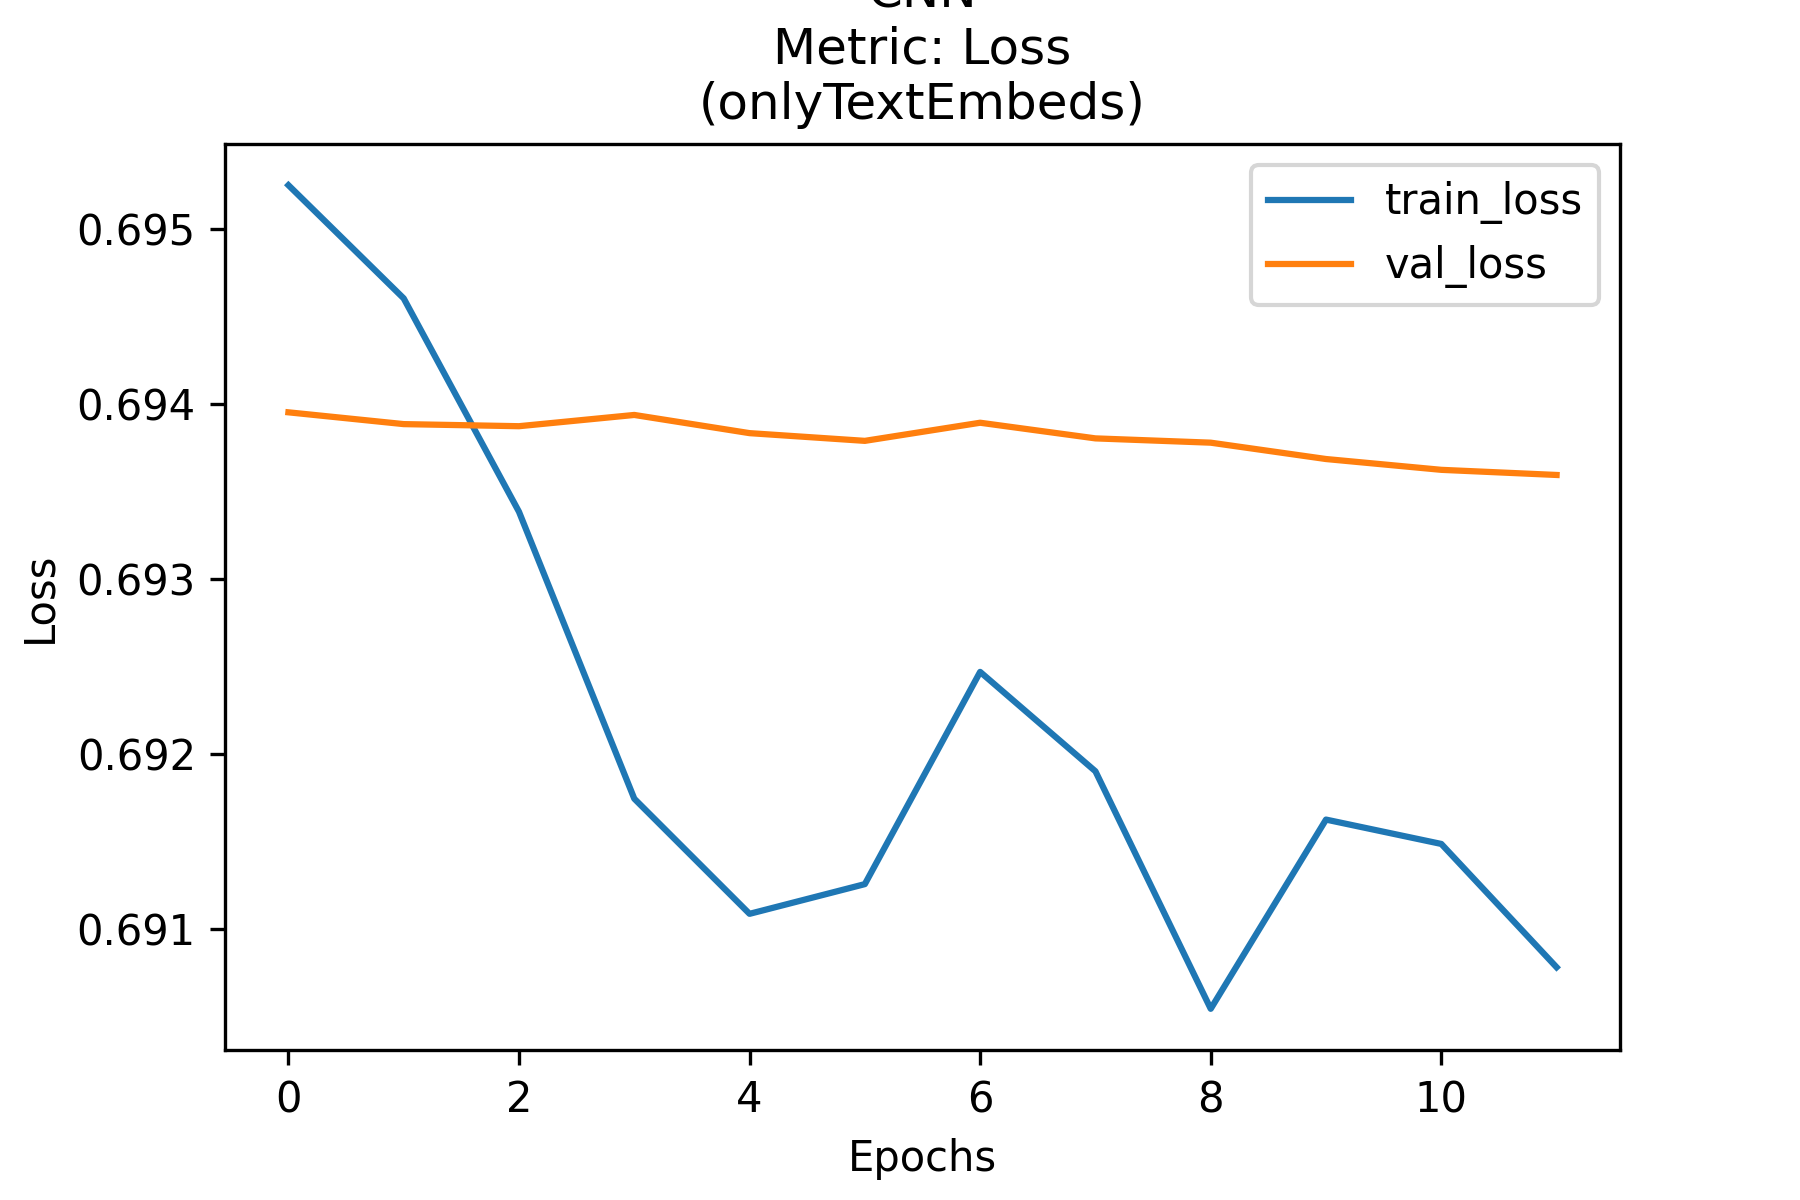 CNN
Metric: Loss
(onlyTextEmbeds)
train_loss
val_loss
0.695
0.694
0.693
0.692
0.691
Loss
0 2 4 6 8 10
Epochs